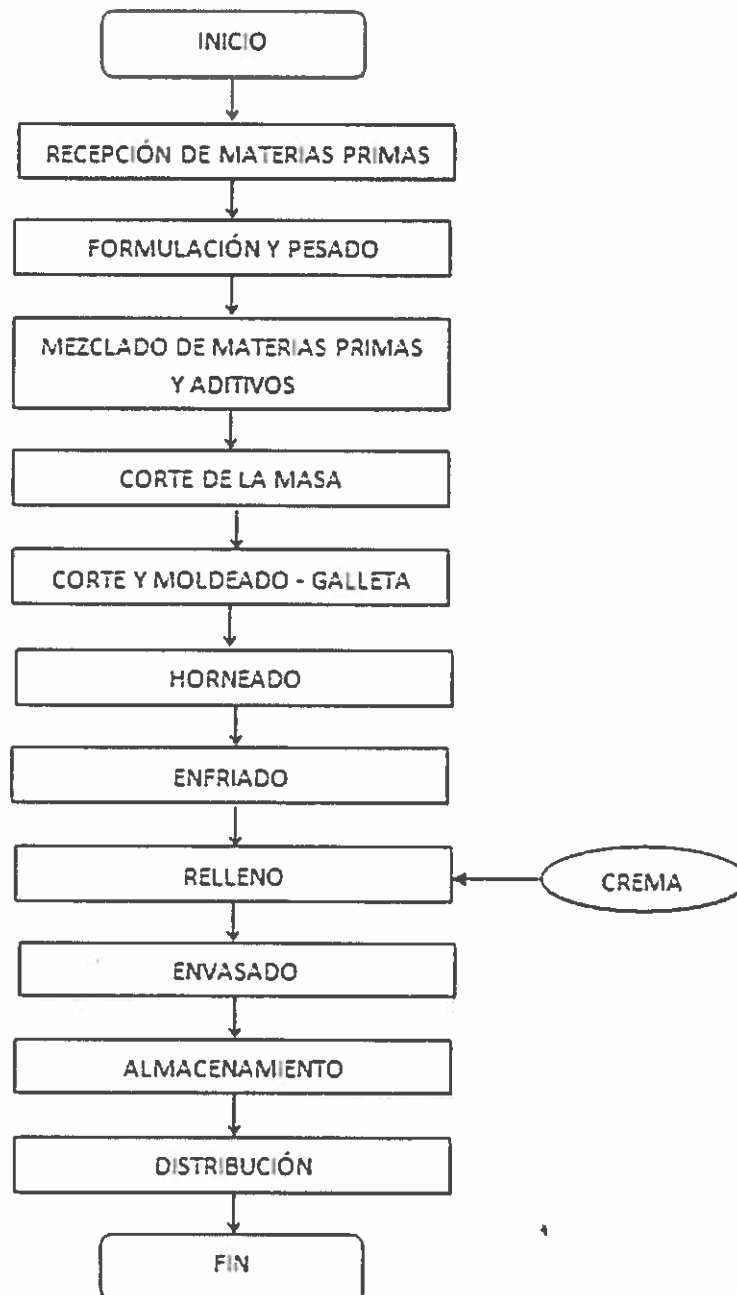 INICIO
RECEPCIÓN DE MATERIAS PRIMAS
FORMULACIÓN Y PESADO
MEZCLADO DE MATERIAS PRIMAS
Y ADITIVOS
CORTE DE LA MASA
CORTE Y MOLDEADO - GALLETA
HORNEADO
ENFRIADO
RELLENO
CREMA
ENVASADO
ALMACENAMIENTO
DISTRIBUCIÓN
FIN